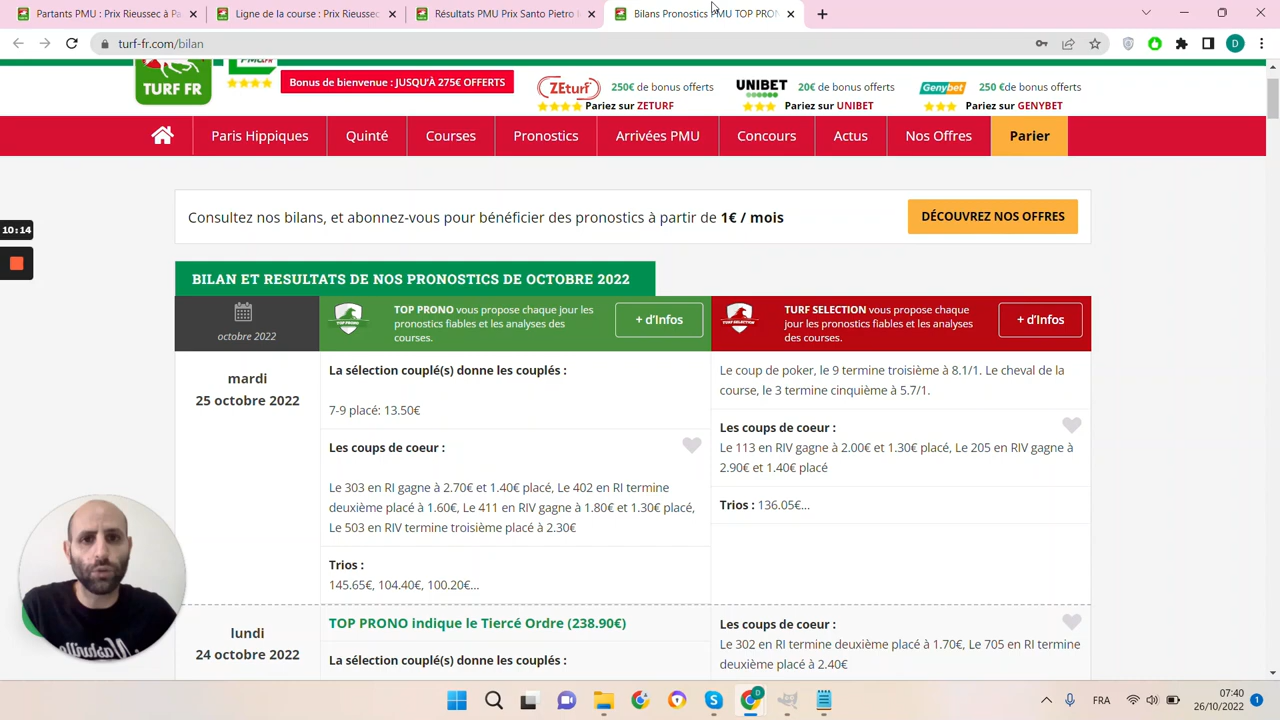 Partants PMU : Prix Rieussec à Pa
Ligne de la course : Prix Rieussec
Résultats PMU Prix Santo Pietro
Bilans Pronostics PMU TOP PRON
turf-fr.com/bilan
D
TURF FR
Bonus de bienvenue : JUSQU'À 275€ OFFERTS
ZEturf
250€ de bonus offerts
Pariez sur ZETURF
UNIBET
20€ de bonus offerts
Pariez sur UNIBET
Genybet
250 € de bonus offerts
Pariez sur GENYBET
Paris Hippiques
Quinté
Courses
Pronostics
Arrivées PMU
Concours
Actus
Nos Offres
Parier
Consultez nos bilans, et abonnez-vous pour bénéficier des pronostics à partir de 1€ / mois
DÉCOUVREZ NOS OFFRES
10:14
BILAN ET RESULTATS DE NOS PRONOSTICS DE OCTOBRE 2022
octobre 2022
TOP PRONO
TOP PRONO vous propose chaque jour les
pronostics fiables et les analyses des
courses.
+ d'Infos
TURF SELECTION
TURF SELECTION vous propose chaque
jour les pronostics fiables et les analyses
des courses.
+ d'Infos
mardi
25 octobre 2022
La sélection couplé(s) donne les couplés :
7-9 placé: 13.50€
Les coups de coeur :
Le 303 en RI gagne à 2.70€ et 1.40€ placé, Le 402 en RI termine
deuxième placé à 1.60€, Le 411 en RIV gagne à 1.80€ et 1.30€ placé,
Le 503 en RIV termine troisième placé à 2.30€
Trios :
145.65€, 104.40€, 100.20€...
Le coup de poker, le 9 termine troisième à 8.1/1. Le cheval de la
course, le 3 termine cinquième à 5.7/1.
Les coups de coeur :
Le 113 en RIV gagne à 2.00€ et 1.30€ placé, Le 205 en RIV gagne à
2.90€ et 1.40€ placé
Trios : 136.05€...
lundi
24 octobre 2022
TOP PRONO indique le Tiercé Ordre (238.90€)
La sélection couplé(s) donne les couplés :
Les coups de coeur :
Le 302 en RI termine deuxième placé à 1.70€, Le 705 en RI termine
deuxième placé à 2.40€
Nashville
D
FRA
07:40
26/10/2022
1